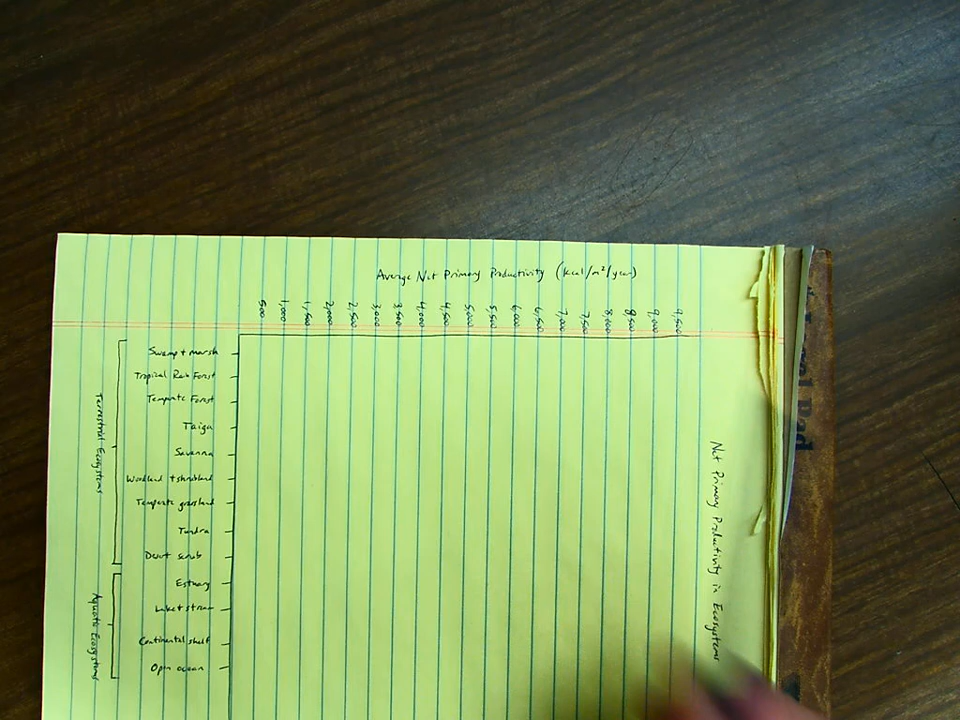 Net Primary Productivity in Ecosystems
Average Net Primary Productivity (kcal/m²/year)
9,500
9,000
8,500
8,000
7,500
7,000
6,500
6,000
5,500
5,000
4,500
4,000
3,500
3,000
2,500
2,000
1,500
1,000
500
Swamp + marsh
Tropical Rain Forest
Temperate Forest
Taiga
Savanna
Woodland + shrubland
Temperate grassland
Tundra
Desert scrub
Estuary
Lake + stream
Continental shelf
Open ocean
Terrestrial Ecosystems
Aquatic Ecosystems